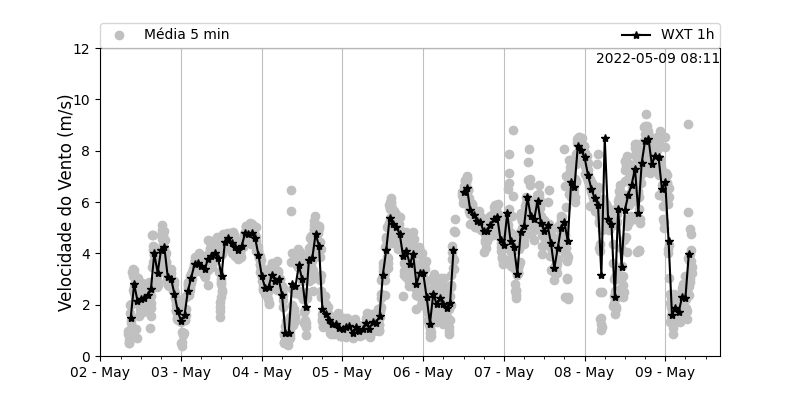 Média 5 min
WXT 1h
2022-05-09 08:11
Velocidade do Vento (m/s)
12
10
8
6
4
2
0
02 - May
03 - May
04 - May
05 - May
06 - May
07 - May
08 - May
09 - May